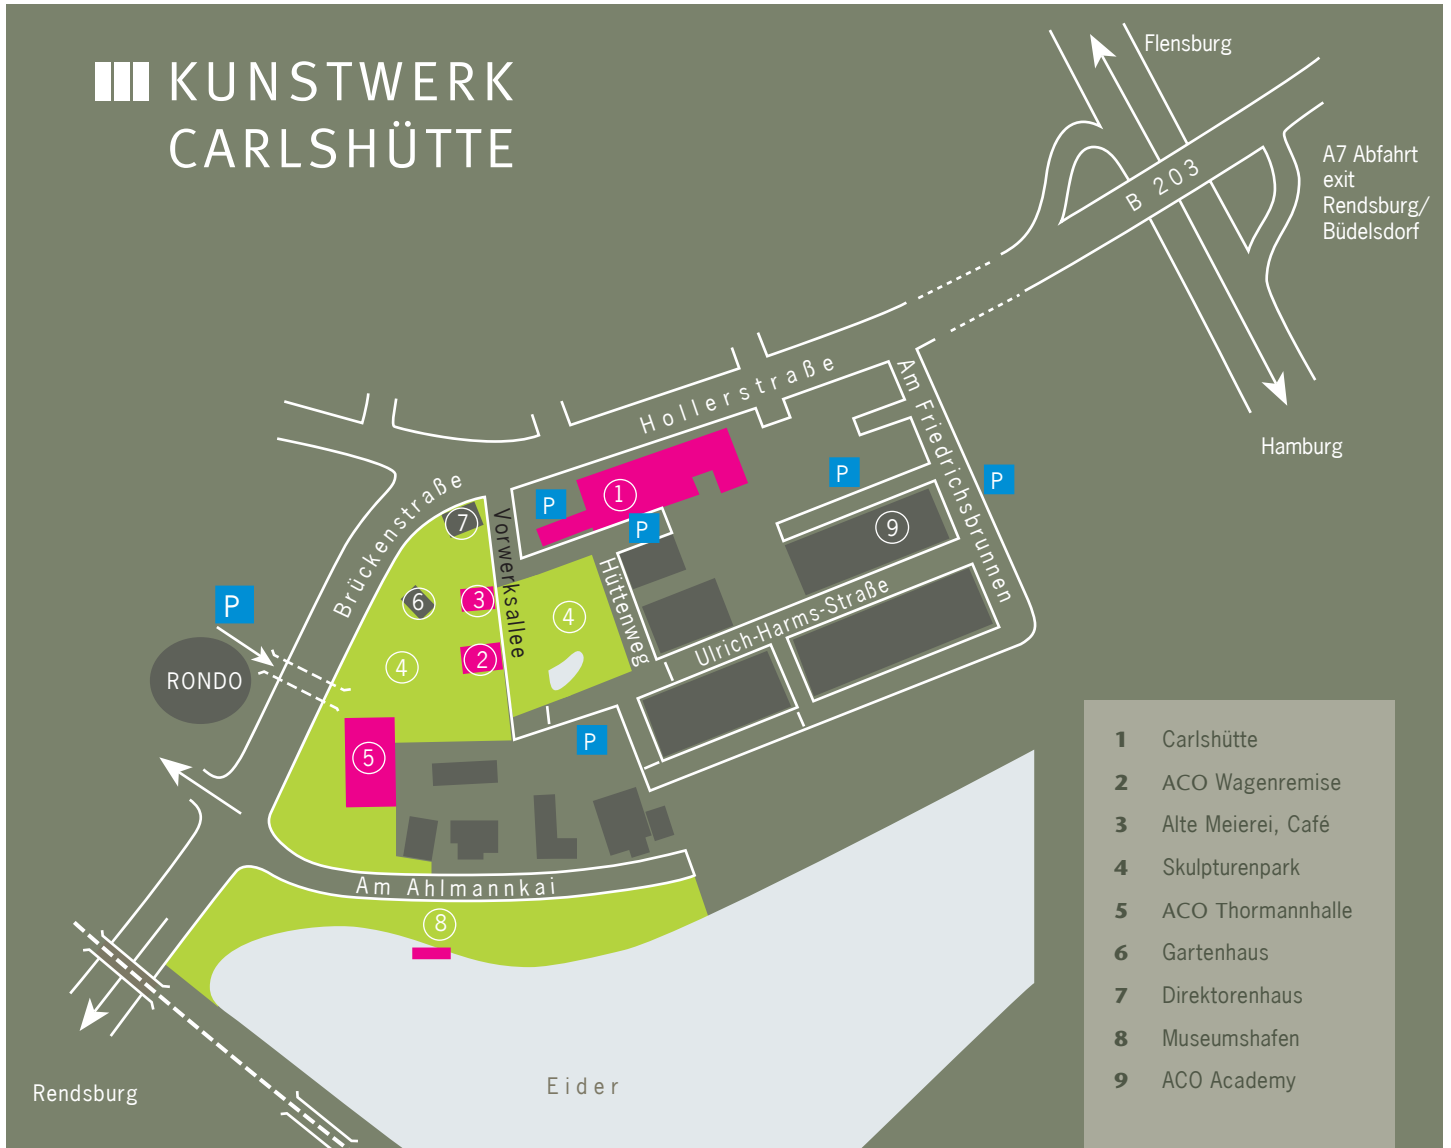 KUNSTWERK
CARLSHÜTTE
Flensburg
A7 Abfahrt
exit
Rendsburg/
Büdelsdorf
B 203
Hamburg
Hollerstraße
Am Friedrichsbrunnen
Brückenstraße
Vorwerksallee
Hüttenweg
Ulrich-Harms-Straße
P
P
P
P
P
P
1
9
7
6
3
4
2
4
5
RONDO
Am Ahlmannkai
8
Eider
Rendsburg
1 Carlshütte
2 ACO Wagenremise
3 Alte Meierei, Café
4 Skulpturenpark
5 ACO Thormannhalle
6 Gartenhaus
7 Direktorenhaus
8 Museumshafen
9 ACO Academy